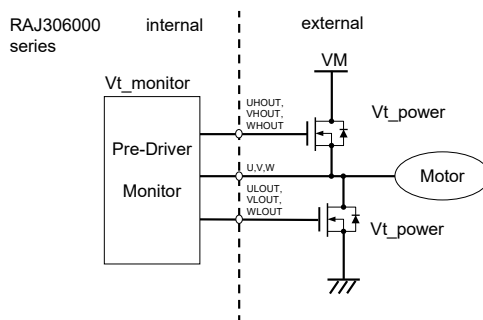 RAJ306000 series
internal
external
VM
Vt_monitor
UHOUT,
VHOUT,
WHOUT
Vt_power
Pre-Driver
Monitor
U,V,W
Motor
ULOUT,
VLOUT,
WLOUT
Vt_power